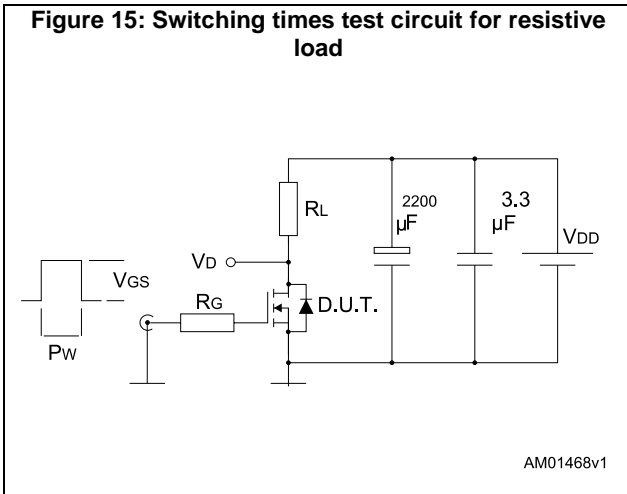 Figure 15: Switching times test circuit for resistive
load
RL
2200
µF
3.3
µF
VDD
VD
VGS
RG
D.U.T.
PW
AM01468v1